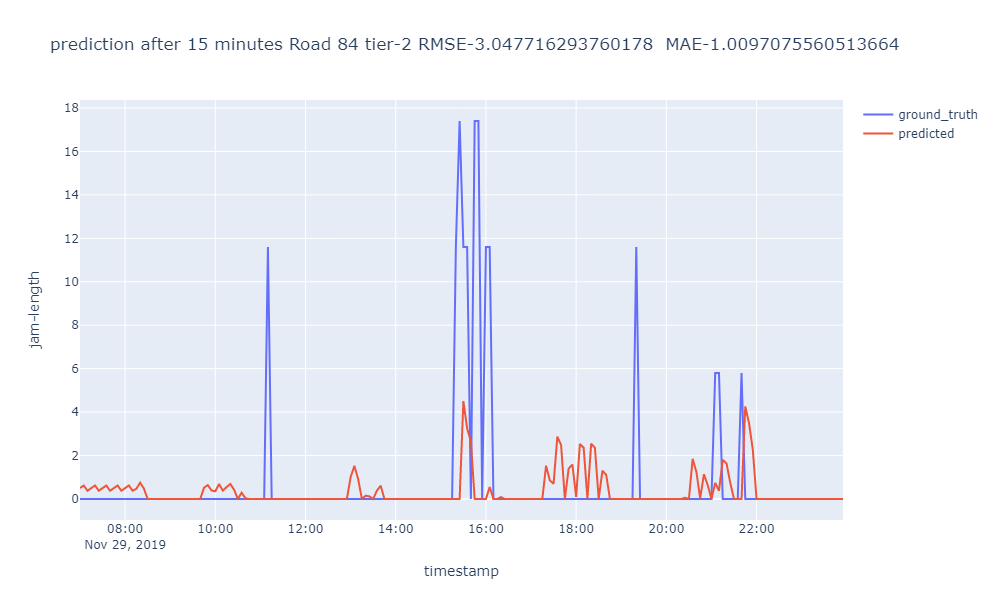 prediction after 15 minutes Road 84 tier-2 RMSE-3.047716293760178  MAE-1.0097075560513664
ground_truth
predicted
18
16
14
12
10
8
6
4
2
0
jam-length
08:00 10:00 12:00 14:00 16:00 18:00 20:00 22:00
Nov 29, 2019
timestamp